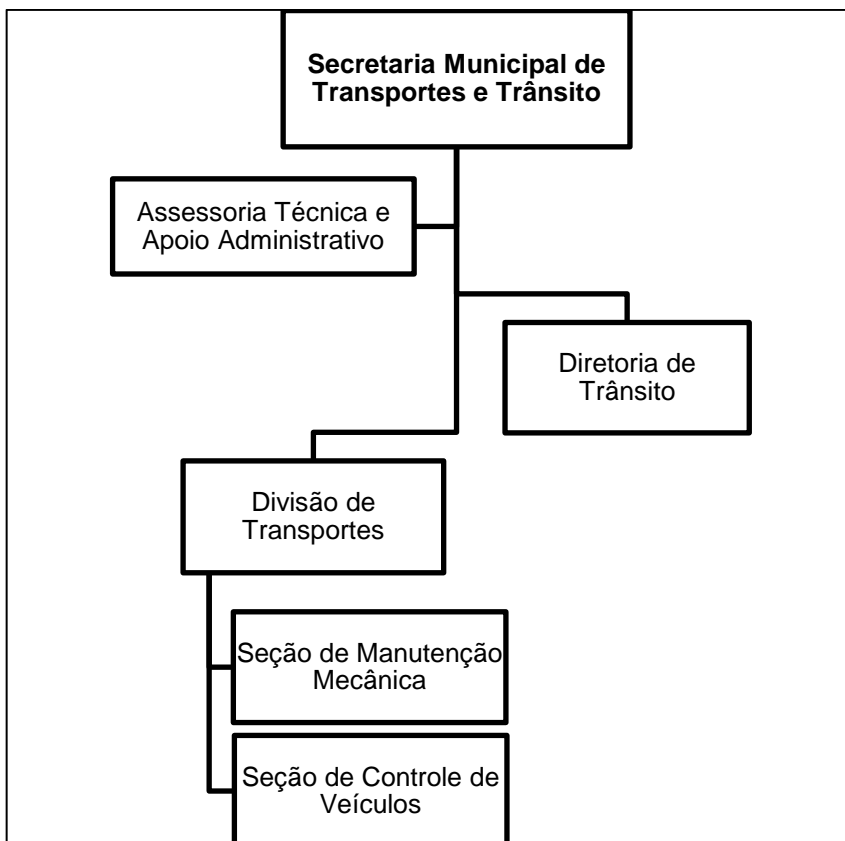 Secretaria Municipal de
Transportes e Trânsito
Assessoria Técnica e
Apoio Administrativo
Diretoria de
Trânsito
Divisão de
Transportes
Seção de Manutenção
Mecânica
Seção de Controle de
Veículos